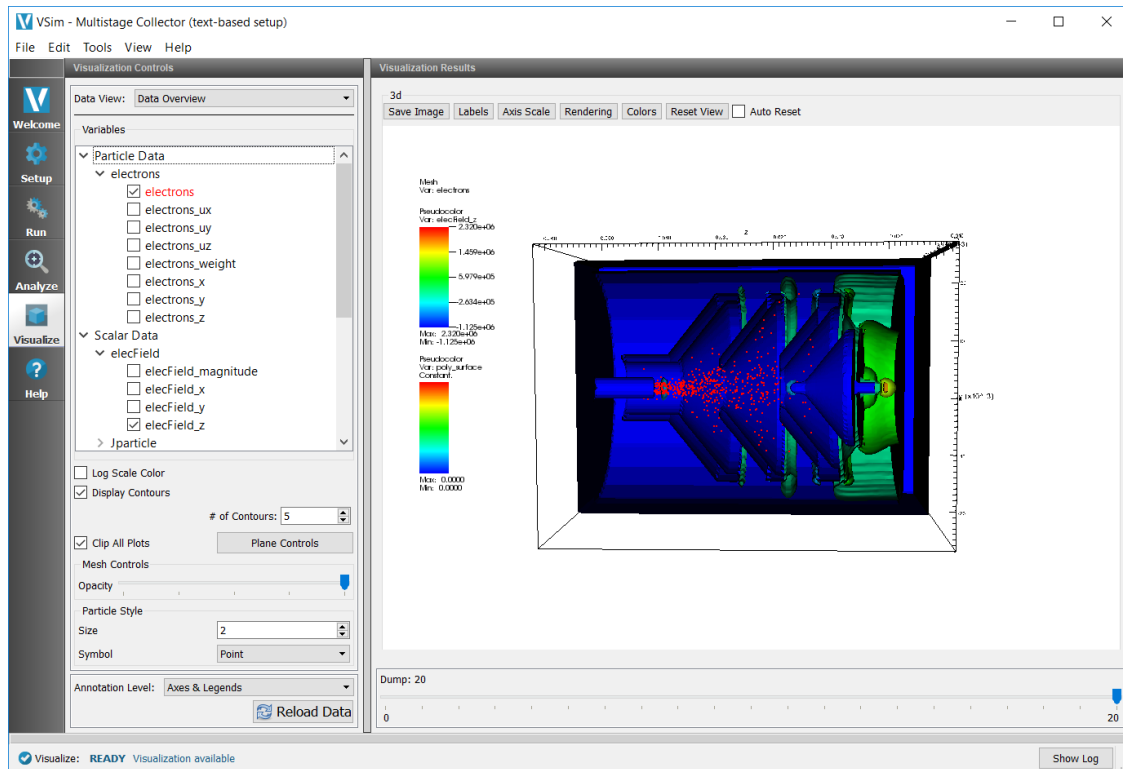 VSim - Multistage Collector (text-based setup)
File Edit Tools View Help
Visualization Controls
Visualization Results
Welcome
Setup
Run
Analyze
Visualize
Help
Data View: Data Overview
Variables
Particle Data
electrons
electrons
electrons_ux
electrons_uy
electrons_uz
electrons_weight
electrons_x
electrons_y
electrons_z
Scalar Data
elecField
elecField_magnitude
elecField_x
elecField_y
elecField_z
Jparticle
Log Scale Color
Display Contours
# of Contours: 5
Clip All Plots Plane Controls
Mesh Controls
Opacity
Particle Style
Size 2
Symbol Point
Annotation Level: Axes & Legends
Reload Data
3d
Save Image Labels Axis Scale Rendering Colors Reset View Auto Reset
Mesh
Var: electrons
Pseudocolor
Var: elecField_z
2.320e+06
1.459e+06
5.979e+05
-2.634e+05
-1.125e+06
Max: 2.320e+06
Min: -1.125e+06
Pseudocolor
Var: poly_surface
Constant.
Max: 0.0000
Min: 0.0000
Z
Dump: 20
0
20
Visualize: READY Visualization available
Show Log